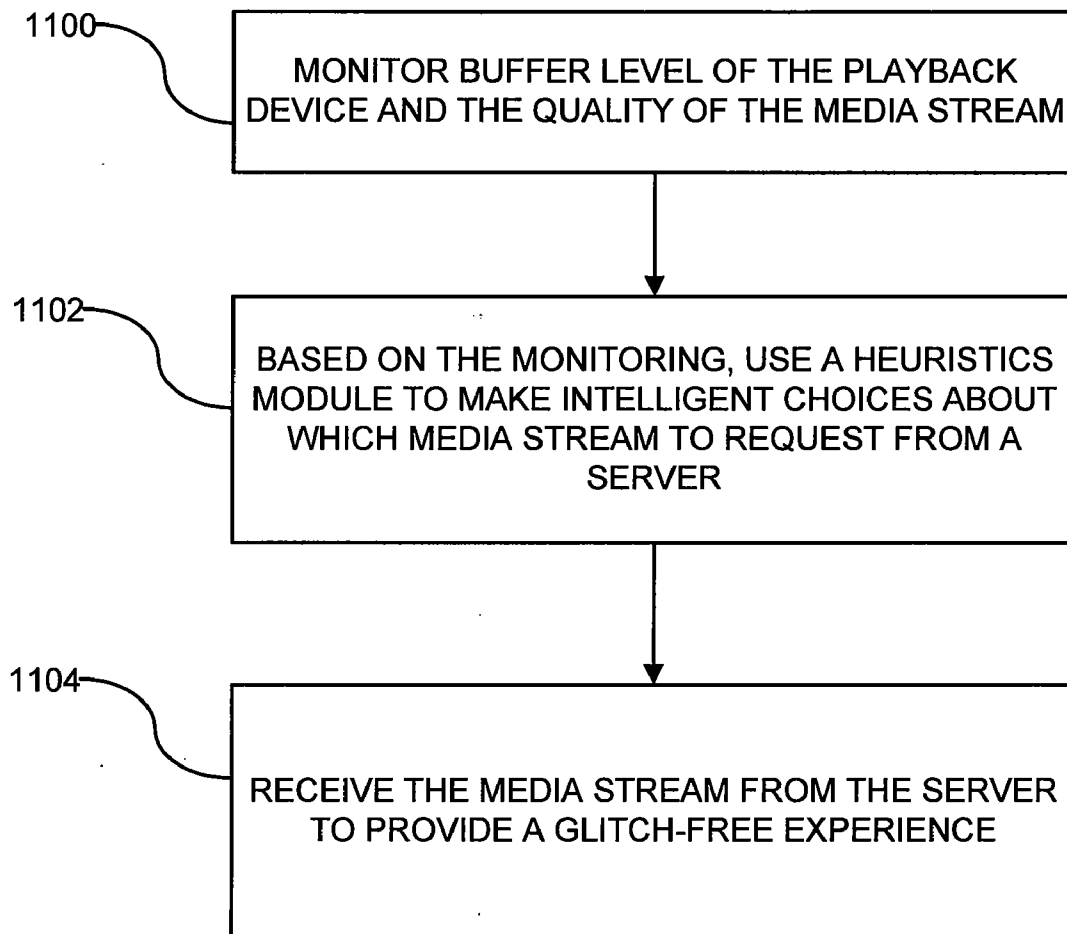 1100
MONITOR BUFFER LEVEL OF THE PLAYBACK
DEVICE AND THE QUALITY OF THE MEDIA STREAM
1102
BASED ON THE MONITORING, USE A HEURISTICS
MODULE TO MAKE INTELLIGENT CHOICES ABOUT
WHICH MEDIA STREAM TO REQUEST FROM A
SERVER
1104
RECEIVE THE MEDIA STREAM FROM THE SERVER
TO PROVIDE A GLITCH-FREE EXPERIENCE